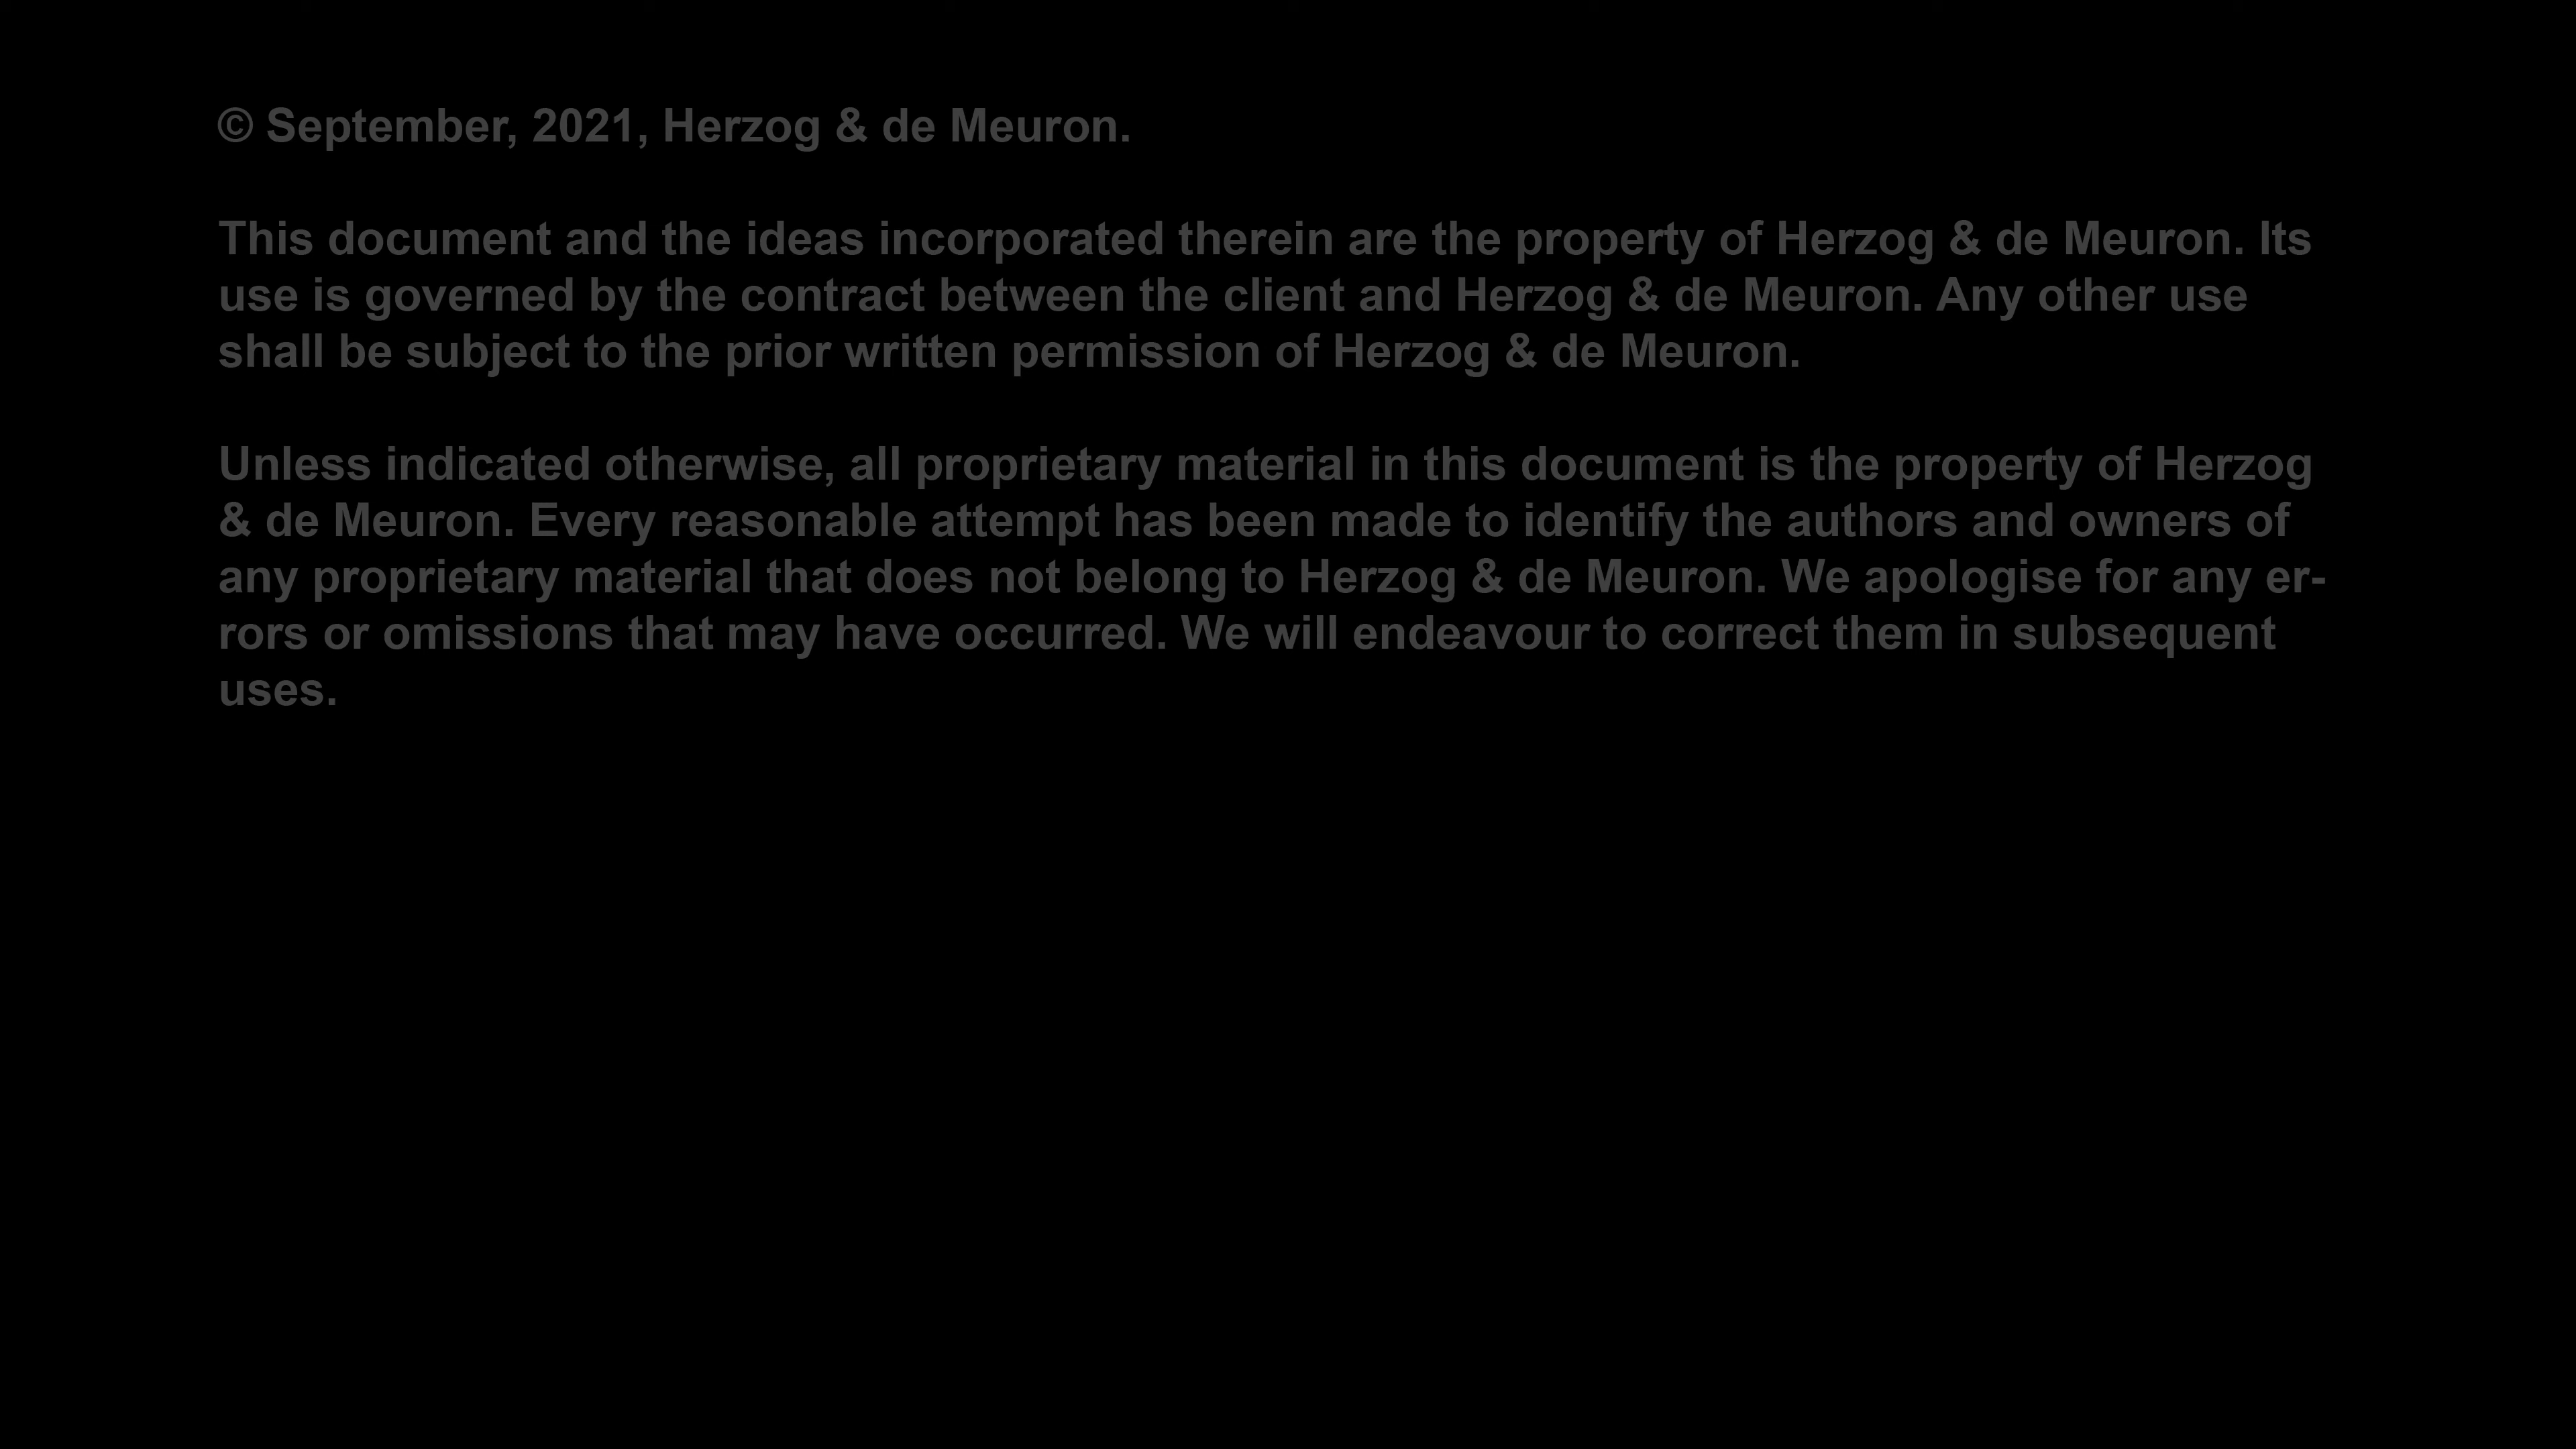 © September, 2021, Herzog & de Meuron.
This document and the ideas incorporated therein are the property of Herzog & de Meuron. Its
use is governed by the contract between the client and Herzog & de Meuron. Any other use
shall be subject to the prior written permission of Herzog & de Meuron.
Unless indicated otherwise, all proprietary material in this document is the property of Herzog
& de Meuron. Every reasonable attempt has been made to identify the authors and owners of
any proprietary material that does not belong to Herzog & de Meuron. We apologise for any er-
rors or omissions that may have occurred. We will endeavour to correct them in subsequent
uses.